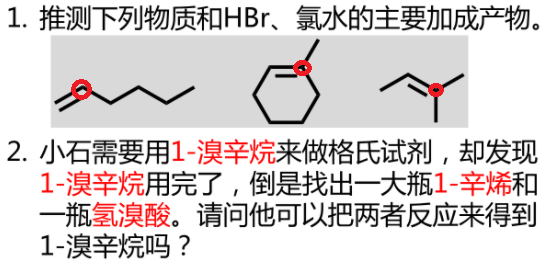 1. 推测下列物质和HBr、氯水的主要加成产物。
2. 小石需要用1-溴辛烷来做格氏试剂，却发现
1-溴辛烷用完了，倒是找出一大瓶1-辛烯和
一瓶氢溴酸。请问他可以把两者反应来得到
1-溴辛烷吗？